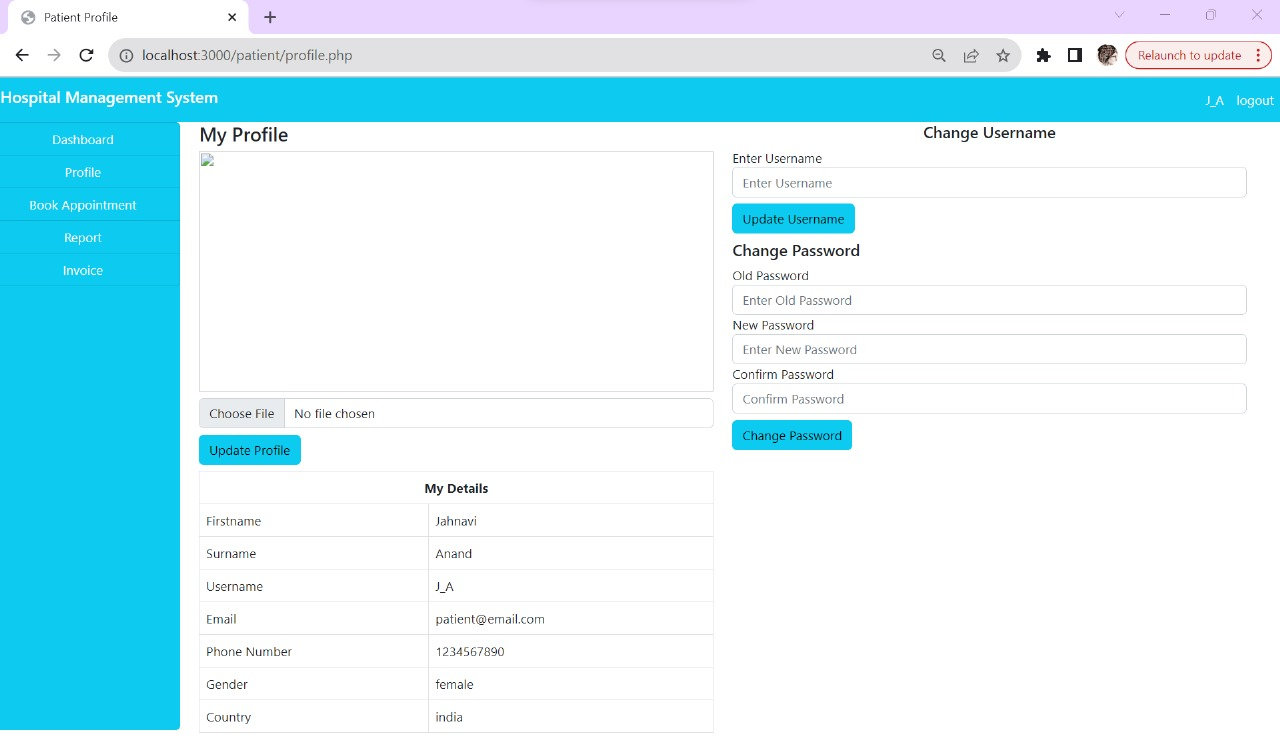 Patient Profile
localhost:3000/patient/profile.php
Relaunch to update
Hospital Management System
J_A logout
Dashboard
Profile
Book Appointment
Report
Invoice
My Profile
Choose File No file chosen
Update Profile
My Details
Firstname Jahnavi
Surname Anand
Username J_A
Email patient@email.com
Phone Number 1234567890
Gender female
Country india
Change Username
Enter Username
Enter Username
Update Username
Change Password
Old Password
Enter Old Password
New Password
Enter New Password
Confirm Password
Confirm Password
Change Password